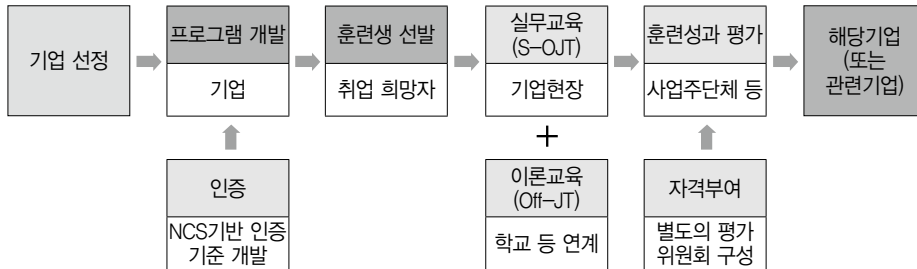 기업 선정
프로그램 개발
기업
훈련생 선발
취업 희망자
실무교육
(S-OJT)
기업현장
훈련성과 평가
사업주단체 등
해당기업
(또는
관련기업)
+
인증
NCS기반 인증
기준 개발
이론교육
(Off-JT)
학교 등 연계
자격부여
별도의 평가
위원회 구성